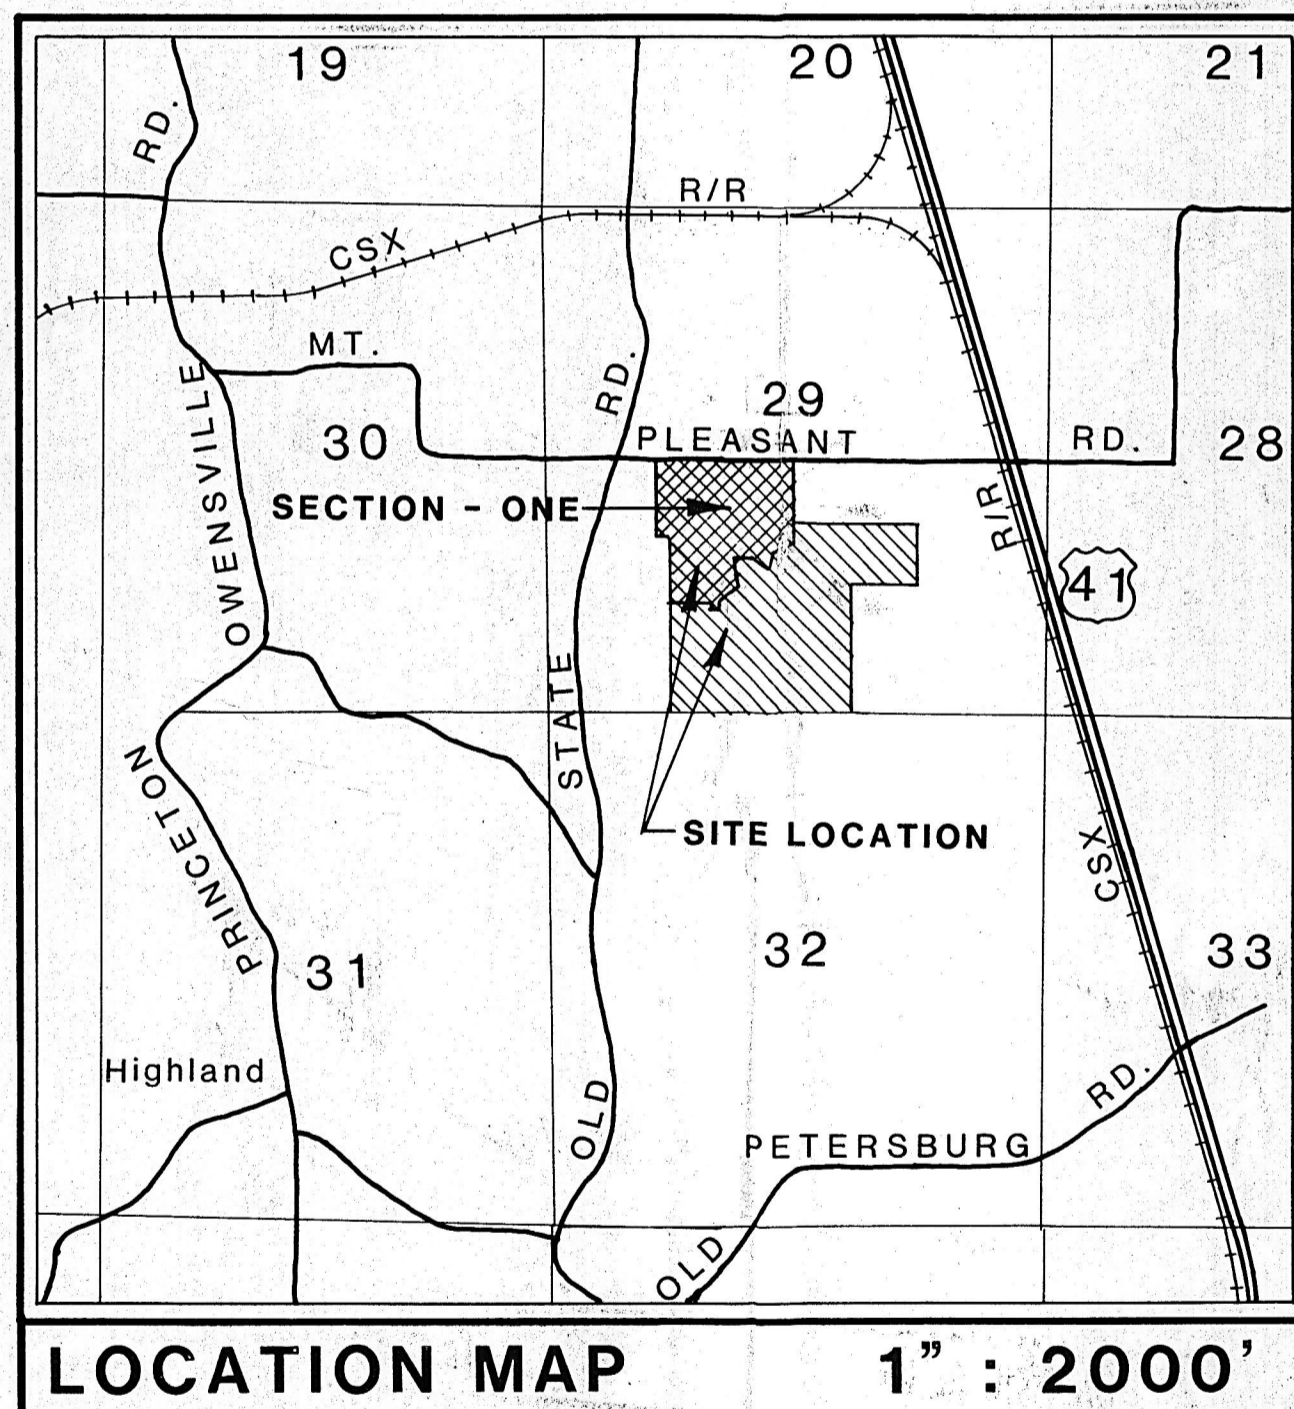 19
20
21
RD.
R/R
CSX
MT.
RD.
29
30
PLEASANT
RD.
28
OWENSVILLE
SECTION - ONE
R/R
41
STATE
PRINCETON
SITE LOCATION
CSX
31
32
33
Highland
OLD
RD.
PETERSBURG
OLD
LOCATION MAP 1" : 2000'